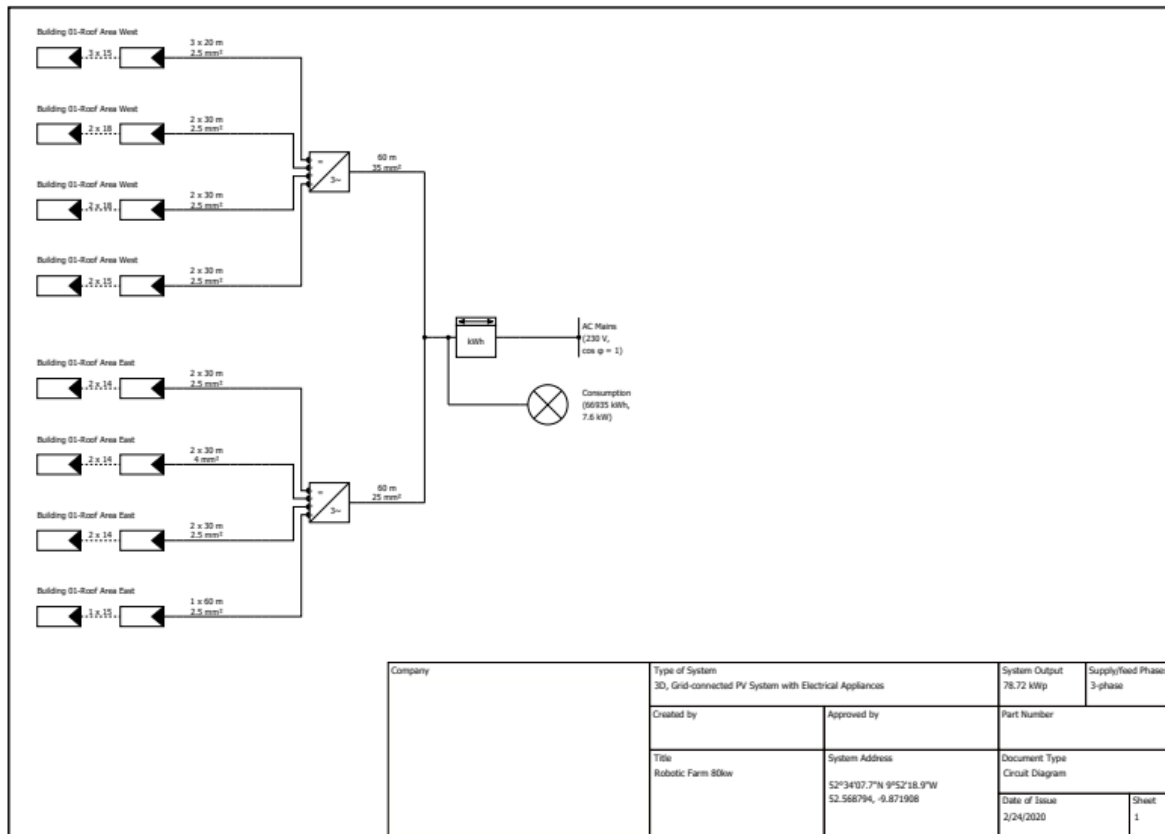 Building 01-Roof Area West
3 x 15
3 x 20 m
2.5 mm²
Building 01-Roof Area West
2 x 18
2 x 30 m
2.5 mm²
Building 01-Roof Area West
2 x 18
2 x 30 m
2.5 mm²
Building 01-Roof Area West
2 x 15
2 x 30 m
2.5 mm²
=
3~
60 m
35 mm²
Building 01-Roof Area East
2 x 14
2 x 30 m
2.5 mm²
Building 01-Roof Area East
2 x 14
2 x 30 m
4 mm²
Building 01-Roof Area East
2 x 14
2 x 30 m
2.5 mm²
Building 01-Roof Area East
1 x 15
1 x 60 m
2.5 mm²
=
3~
60 m
25 mm²
kWh
AC Mains
(230 V,
cos φ = 1)
Consumption
(66935 kWh,
7.6 kW)
Company
Type of System
3D, Grid-connected PV System with Electrical Appliances
System Output
78.72 kWp
Supply/feed Phases
3-phase
Created by
Approved by
Part Number
Title
Robotic Farm 80kw
System Address
52°34'07.7"N 9°52'18.9"W
52.568794, -9.871908
Document Type
Circuit Diagram
Date of Issue
2/24/2020
Sheet
1